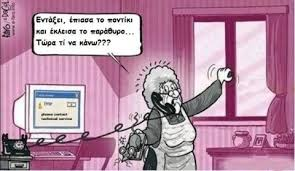 Εντάξει, έπιασα το ποντίκι
και έκλεισα το παράθυρο...
Τώρα τί να κάνω???
please contact
technical service